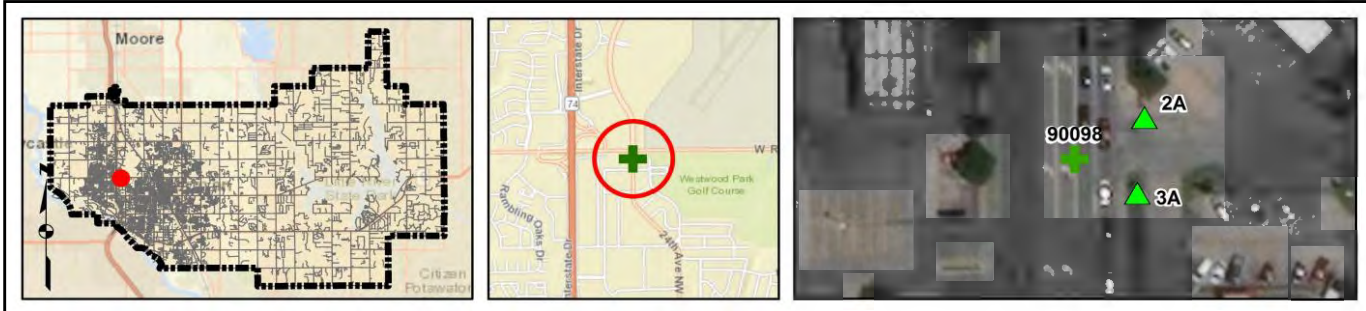 Moore
Citizen
Potawator
Interstate Dr
74
W R
Westwood Park
Golf Course
Rambling Oaks Dr
24th Ave NW
Interstate Dr
2A
90098
3A